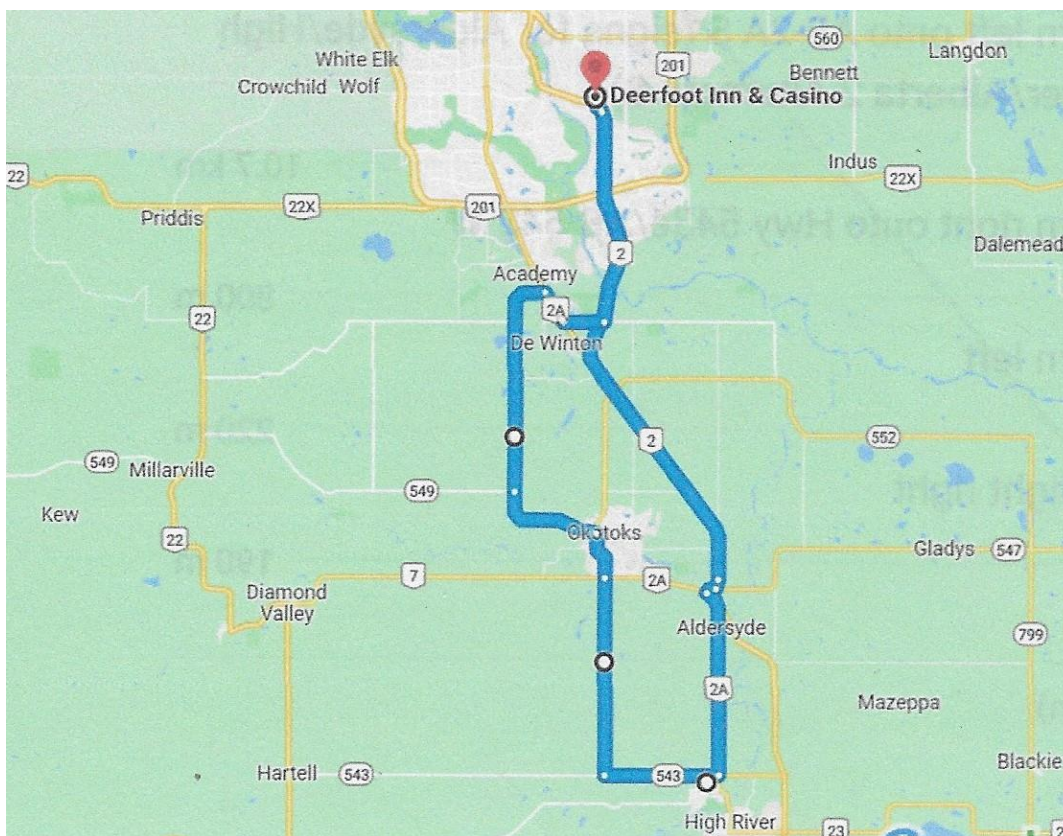 560
Langdon
White Elk
201
Bennett
Crowchild Wolf
Deerfoot Inn & Casino
Indus
22
22X
22X
201
Priddis
2
Dalemead
Academy
2A
22
De Winton
2
552
549
Millarville
549
Kew
Okotoks
22
Gladys
547
7
2A
Diamond
Valley
Aldersyde
799
2A
Mazeppa
Blackie
Hartell
543
543
High River
23